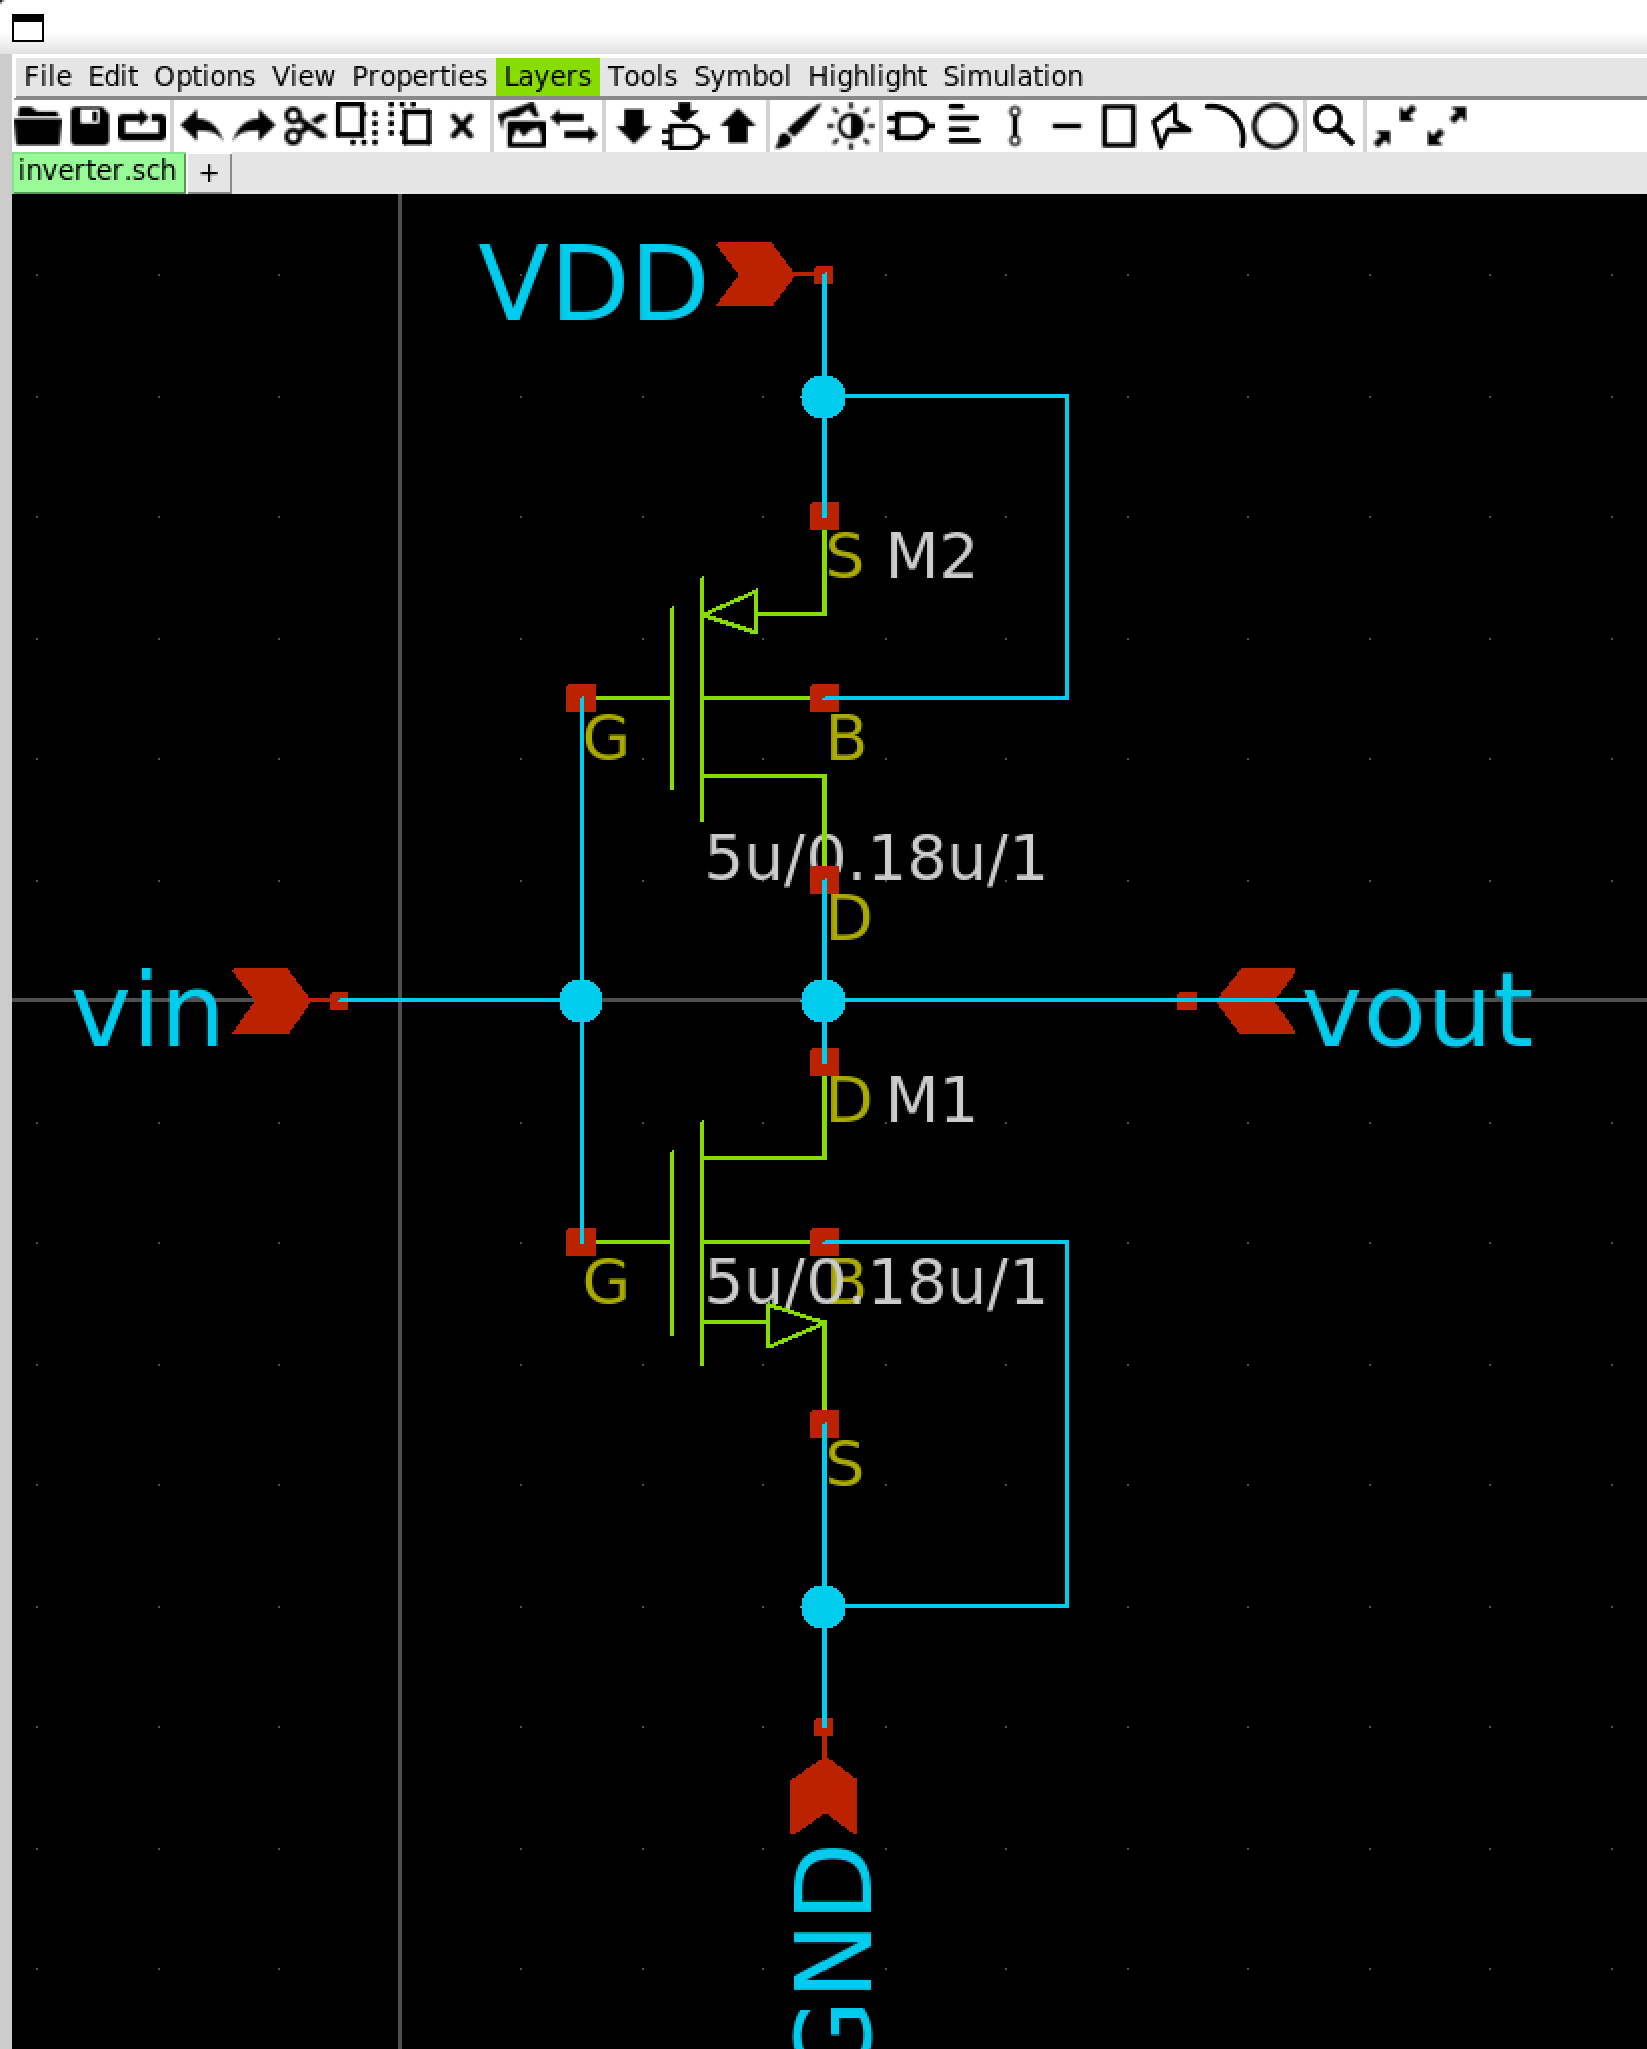 File Edit Options View Properties Layers Tools Symbol Highlight Simulation
inverter.sch +
VDD
S M2
G B
5u/0.18u/1
D
vin vout
D M1
G B
5u/0.18u/1
S
GND